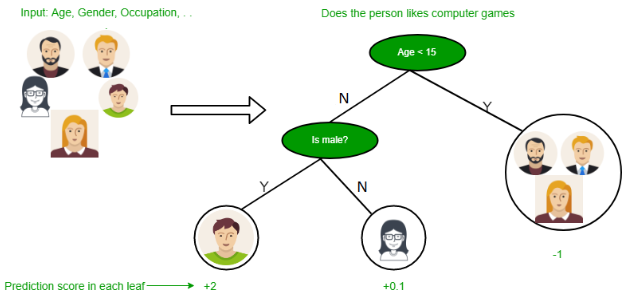 Input: Age, Gender, Occupation, . .
Does the person likes computer games
Age < 15
N
Y
Is male?
Y
N
-1
Prediction score in each leaf
+2
+0.1